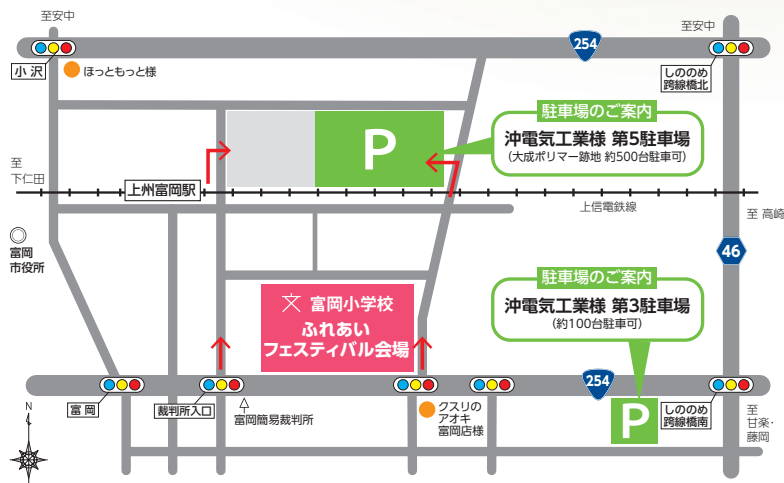 至安中
小沢
ほっともっと様
254
至安中
しののめ
跨線橋北
駐車場のご案内
沖電気工業様 第5駐車場
(大成ポリマー跡地 約500台駐車可)
P
至
下仁田
上州富岡駅
上信電鉄線
至 高崎
富岡
市役所
46
駐車場のご案内
沖電気工業様 第3駐車場
(約100台駐車可)
文 富岡小学校
ふれあい
フェスティバル会場
254
富岡
裁判所入口
富岡簡易裁判所
クスリの
アオキ
富岡店様
P
しののめ
跨線橋南
至
甘楽・
藤岡
N